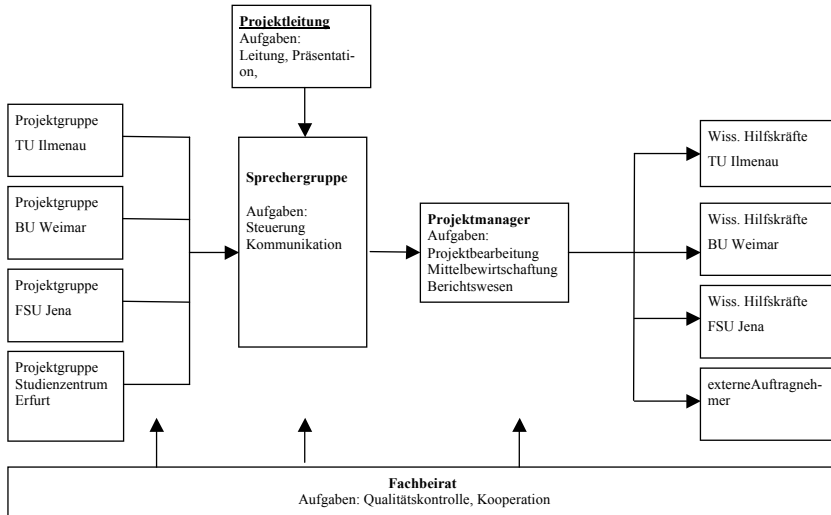 Projektleitung
Aufgaben:
Leitung, Präsentati-
on,
Projektgruppe
TU Ilmenau
Projektgruppe
BU Weimar
Projektgruppe
FSU Jena
Projektgruppe
Studienzentrum
Erfurt
Sprechergruppe
Aufgaben:
Steuerung
Kommunikation
Projektmanager
Aufgaben:
Projektbearbeitung
Mittelbewirtschaftung
Berichtswesen
Wiss. Hilfskräfte
TU Ilmenau
Wiss. Hilfskräfte
BU Weimar
Wiss. Hilfskräfte
FSU Jena
externeAuftragneh-
mer
Fachbeirat
Aufgaben: Qualitätskontrolle, Kooperation